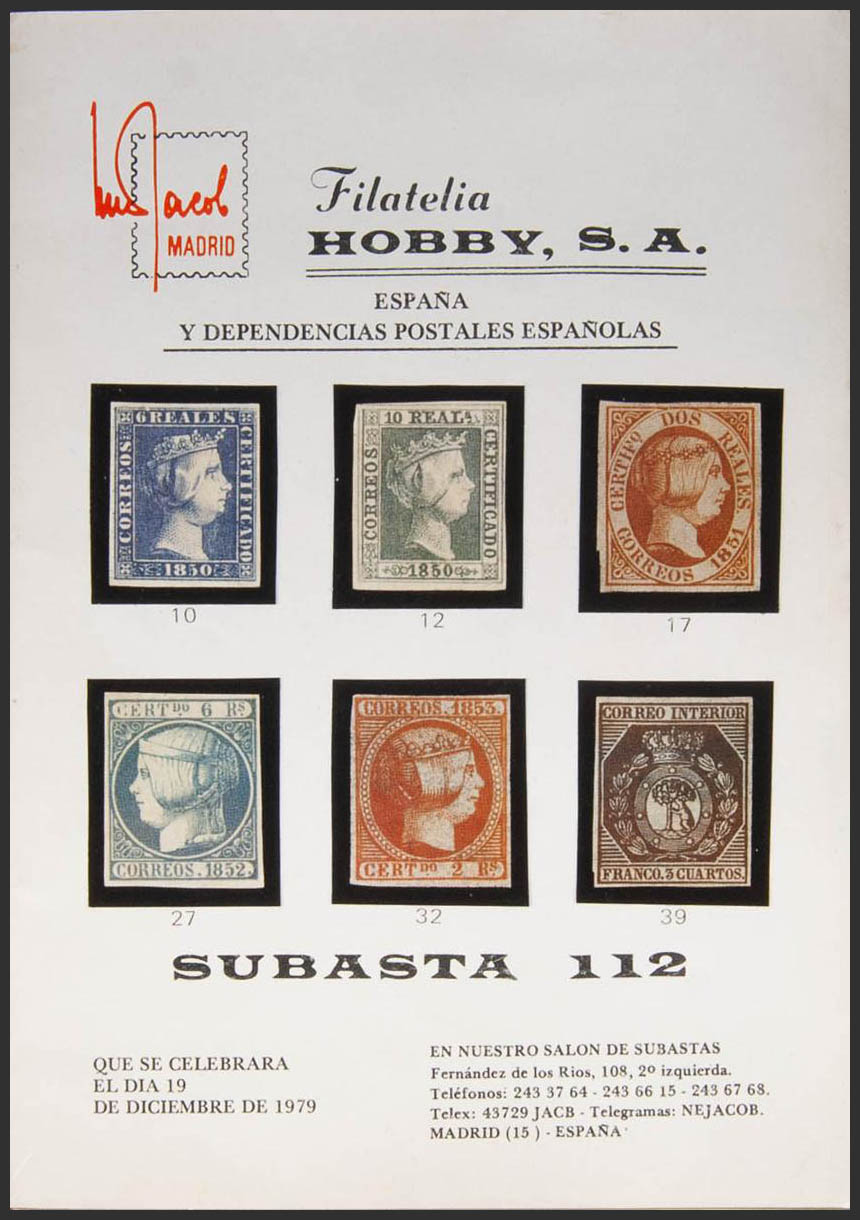 Luis Jacob
MADRID
Filatelia
HOBBY, S. A.
ESPAÑA
Y DEPENDENCIAS POSTALES ESPAÑOLAS
6 REALES
CORREOS
CERTIFICADO
1850
10
10 REALˢ.
CORREOS
CERTIFICADO
1850
12
CERTIFᴰᴼ DOS REALES.
CORREOS 1851
17
CERTᴰᴼ 6 Rˢ
CORREOS. 1852.
27
CORREOS. 1853.
CERTᴰᴼ 2 Rˢ
32
CORREO INTERIOR
FRANCO. 3 CUARTOS.
39
SUBASTA 112
QUE SE CELEBRARA
EL DIA 19
DE DICIEMBRE DE 1979
EN NUESTRO SALON DE SUBASTAS
Fernández de los Rios, 108, 2º izquierda.
Teléfonos: 243 37 64 - 243 66 15 - 243 67 68.
Telex: 43729 JACB - Telegramas: NEJACOB.
MADRID (15 ) - ESPAÑA